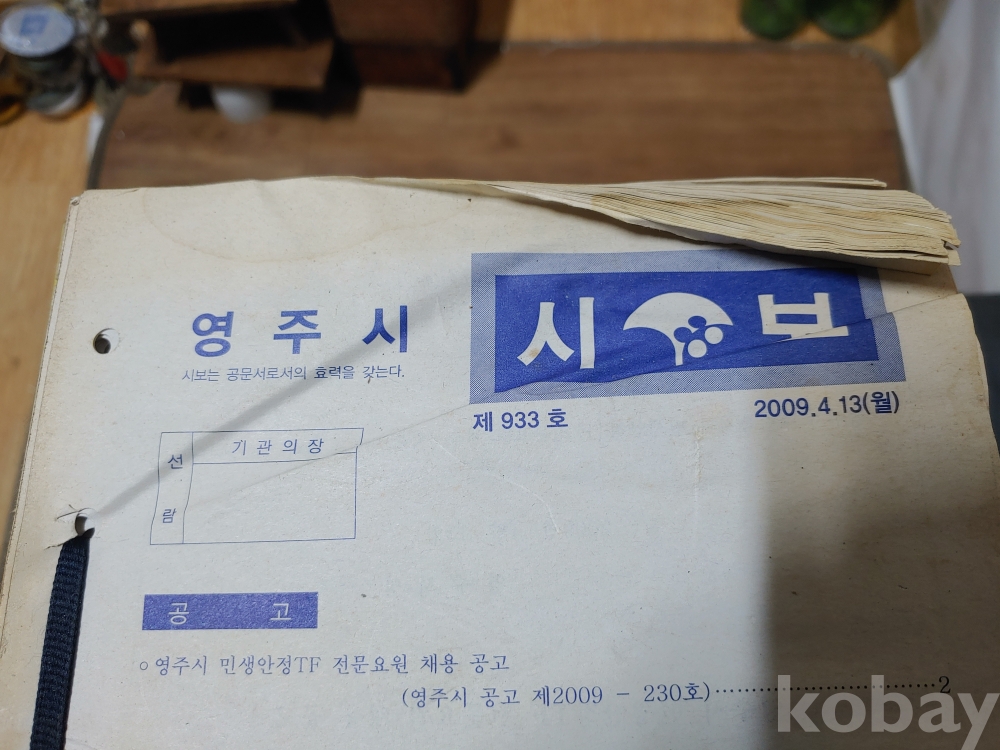 영주시
시보는 공문서로서의 효력을 갖는다.
시보
제 933 호
2009.4.13(월)
선람
기관의장
공고
○영주시 민생안정TF 전문요원 채용 공고
(영주시 공고 제2009 - 230호)……………………2
kobay